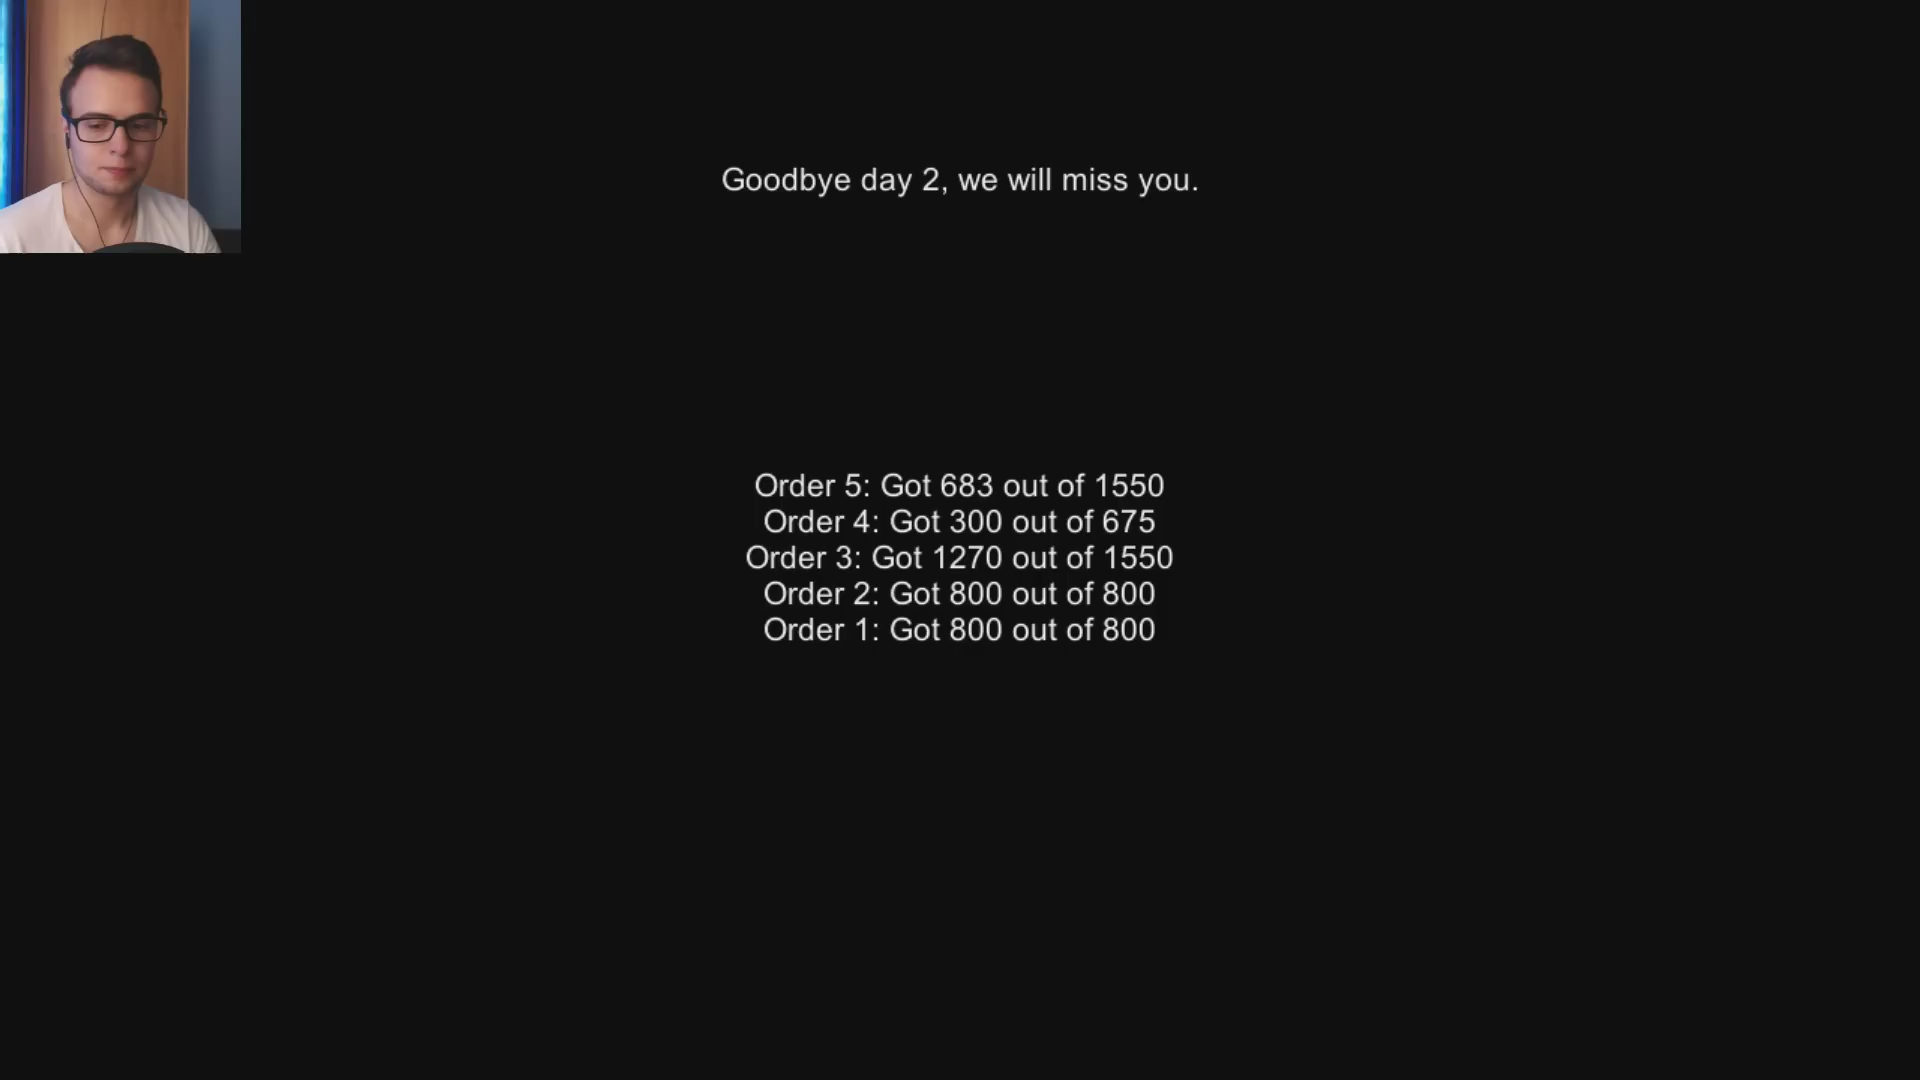 Goodbye day 2, we will miss you.
Order 5: Got 683 out of 1550
Order 4: Got 300 out of 675
Order 3: Got 1270 out of 1550
Order 2: Got 800 out of 800
Order 1: Got 800 out of 800